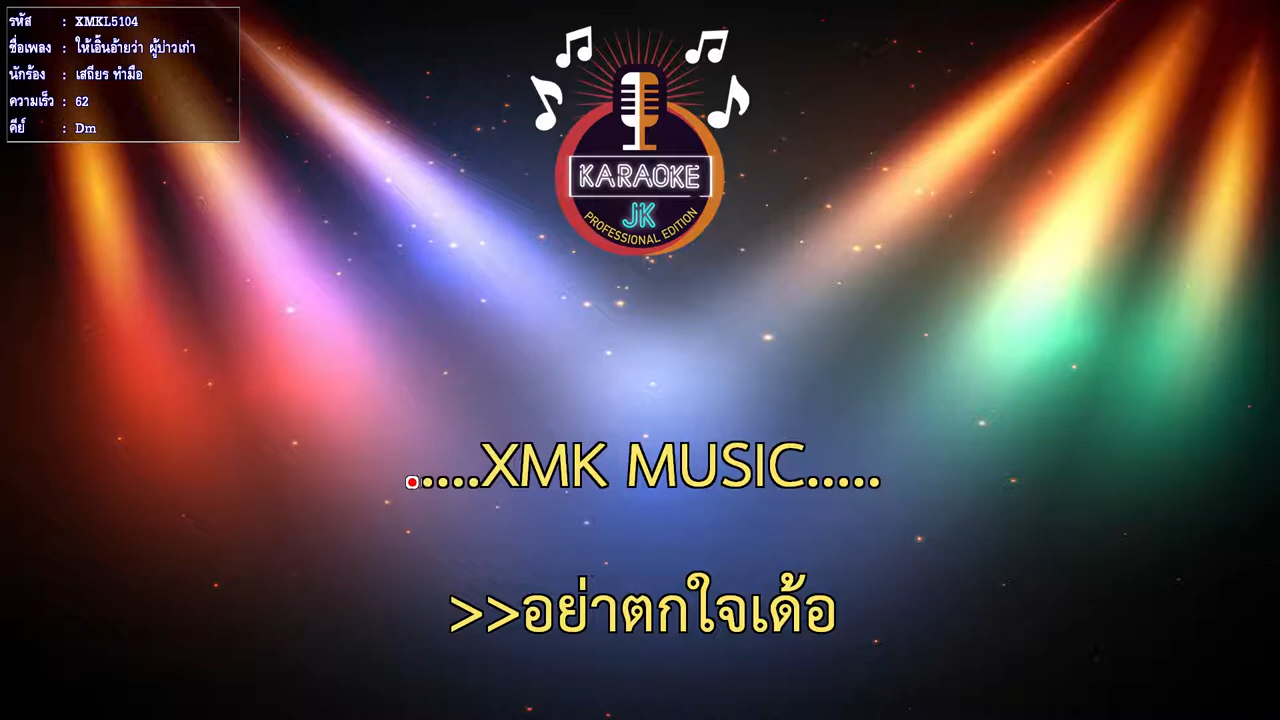 รหัส : XMKL5104
ชื่อเพลง : ให้เอิ้นอ้ายว่า ผู้บ่าวเก่า
นักร้อง : เสถียร ทำมือ
ความเร็ว : 62
คีย์ : Dm
KARAOKE
JK
PROFESSIONAL EDITION
.....XMK MUSIC.....
>>อย่าตกใจเด้อ